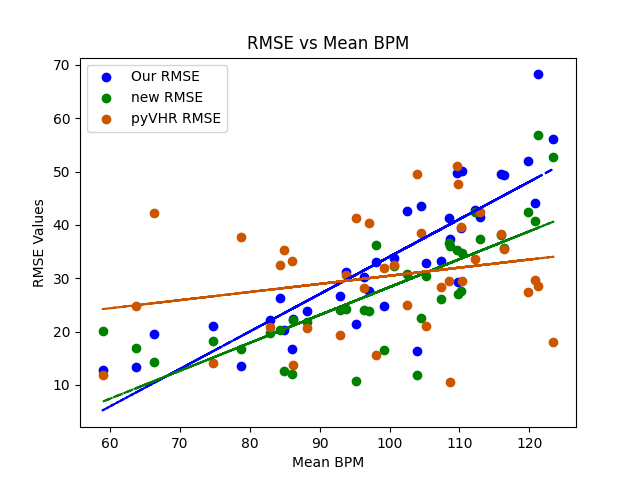 RMSE vs Mean BPM
70
60
50
40
30
20
10
RMSE Values
Our RMSE
new RMSE
pyVHR RMSE
60 70 80 90 100 110 120
Mean BPM